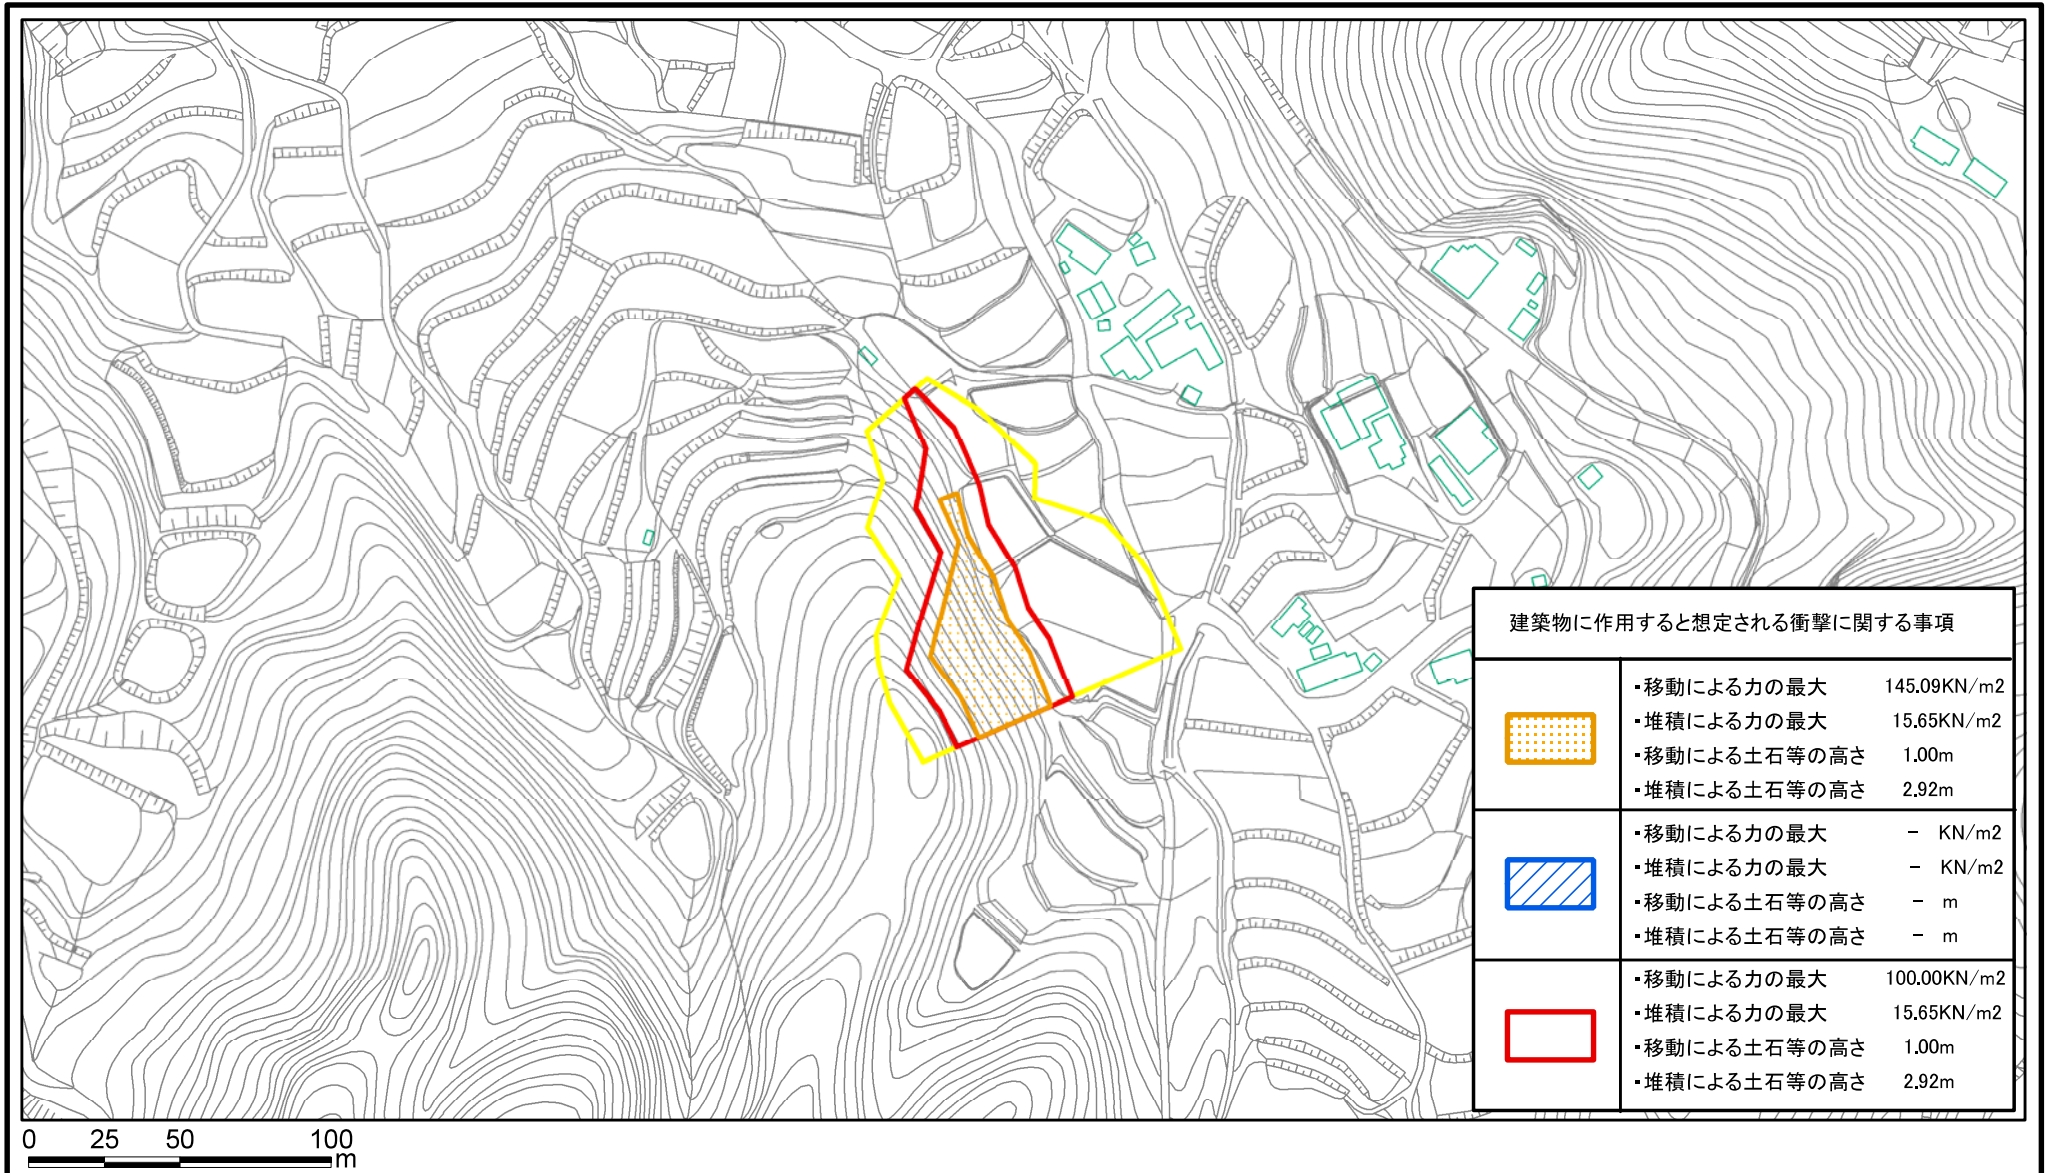 建築物に作用すると想定される衝撃に関する事項
・移動による力の最大 145.09KN/m2
・堆積による力の最大 15.65KN/m2
・移動による土石等の高さ 1.00m
・堆積による土石等の高さ 2.92m
・移動による力の最大 - KN/m2
・堆積による力の最大 - KN/m2
・移動による土石等の高さ - m
・堆積による土石等の高さ - m
・移動による力の最大 100.00KN/m2
・堆積による力の最大 15.65KN/m2
・移動による土石等の高さ 1.00m
・堆積による土石等の高さ 2.92m
0 25 50 100
m